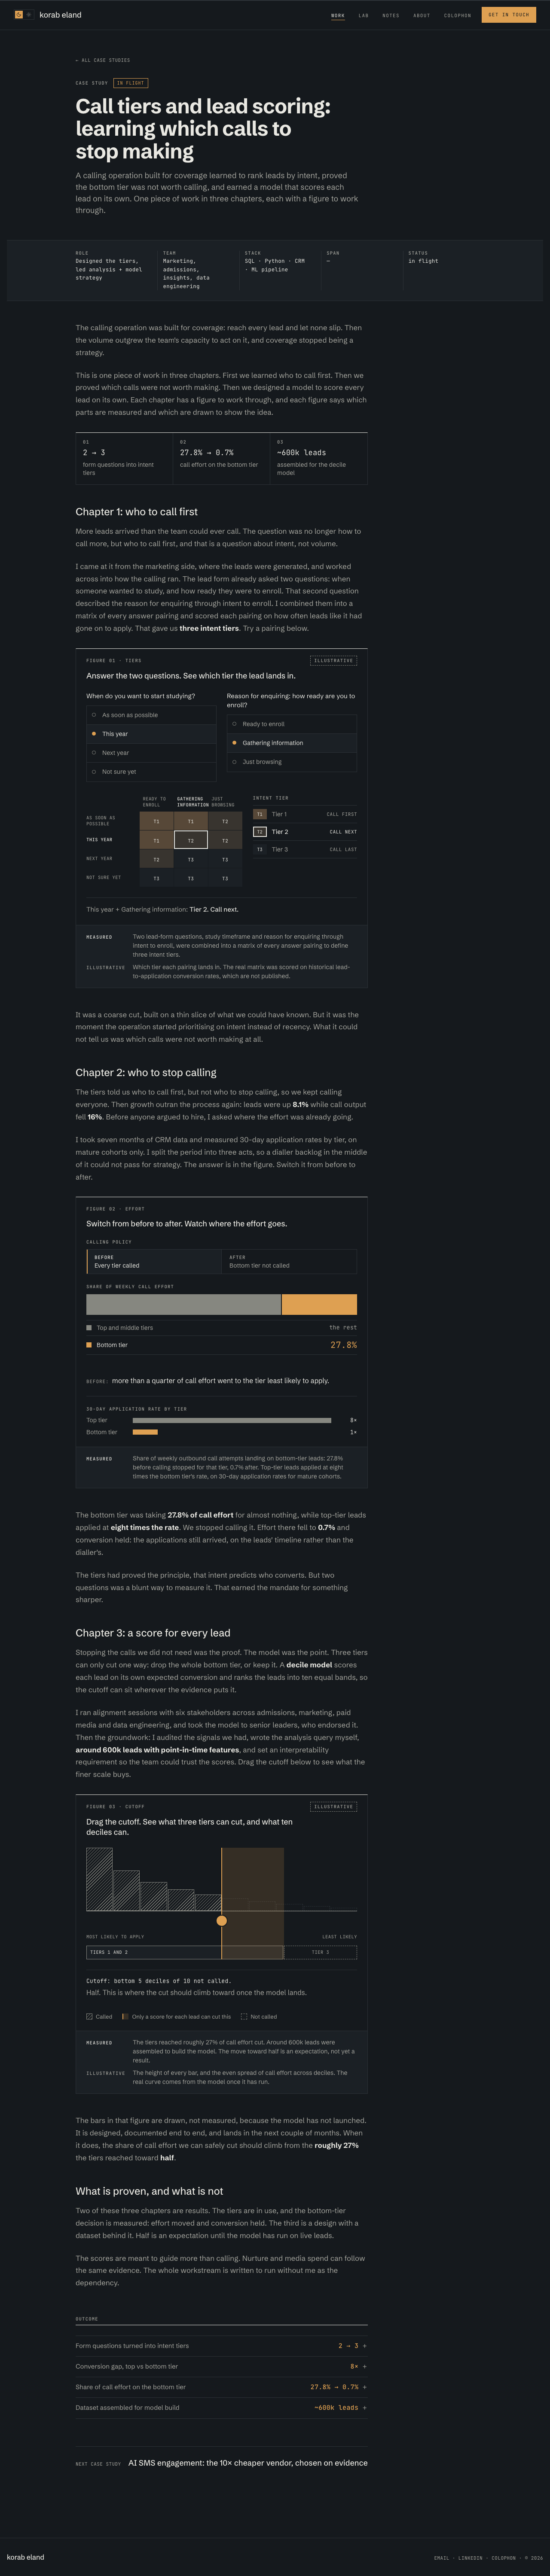 korab eland
WORK
LAB
NOTES
ABOUT
COLOPHON
GET IN TOUCH
← ALL CASE STUDIES
CASE STUDY
IN FLIGHT
Call tiers and lead scoring:
learning which calls to
stop making
A calling operation built for coverage learned to rank leads by intent, proved
the bottom tier was not worth calling, and earned a model that scores each
lead on its own. One piece of work in three chapters, each with a figure to work
through.
ROLE
Designed the tiers,
led analysis + model
strategy
TEAM
Marketing,
admissions,
insights, data
engineering
STACK
SQL · Python · CRM
· ML pipeline
SPAN
—
STATUS
in flight
The calling operation was built for coverage: reach every lead and let none slip. Then
the volume outgrew the team's capacity to act on it, and coverage stopped being a
strategy.
This is one piece of work in three chapters. First we learned who to call first. Then we
proved which calls were not worth making. Then we designed a model to score every
lead on its own. Each chapter has a figure to work through, and each figure says which
parts are measured and which are drawn to show the idea.
01
2 → 3
form questions into intent
tiers
02
27.8% → 0.7%
call effort on the bottom tier
03
~600k leads
assembled for the decile
model
Chapter 1: who to call first
More leads arrived than the team could ever call. The question was no longer how to
call more, but who to call first, and that is a question about intent, not volume.
I came at it from the marketing side, where the leads were generated, and worked
across into how the calling ran. The lead form already asked two questions: when
someone wanted to study, and how ready they were to enroll. That second question
described the reason for enquiring through intent to enroll. I combined them into a
matrix of every answer pairing and scored each pairing on how often leads like it had
gone on to apply. That gave us three intent tiers. Try a pairing below.
FIGURE 01 · TIERS
ILLUSTRATIVE
Answer the two questions. See which tier the lead lands in.
When do you want to start studying?
As soon as possible
This year
Next year
Not sure yet
Reason for enquiring: how ready are you to
enroll?
Ready to enroll
Gathering information
Just browsing
READY TO
ENROLL
GATHERING
INFORMATION
JUST
BROWSING
AS SOON AS
POSSIBLE
T1
T1
T2
THIS YEAR
T1
T2
T2
NEXT YEAR
T2
T3
T3
NOT SURE YET
T3
T3
T3
INTENT TIER
T1
Tier 1
CALL FIRST
T2
Tier 2
CALL NEXT
T3
Tier 3
CALL LAST
This year + Gathering information: Tier 2. Call next.
MEASURED
Two lead-form questions, study timeframe and reason for enquiring through
intent to enroll, were combined into a matrix of every answer pairing to define
three intent tiers.
ILLUSTRATIVE
Which tier each pairing lands in. The real matrix was scored on historical lead-
to-application conversion rates, which are not published.
It was a coarse cut, built on a thin slice of what we could have known. But it was the
moment the operation started prioritising on intent instead of recency. What it could
not tell us was which calls were not worth making at all.
Chapter 2: who to stop calling
The tiers told us who to call first, but not who to stop calling, so we kept calling
everyone. Then growth outran the process again: leads were up 8.1% while call output
fell 16%. Before anyone argued to hire, I asked where the effort was already going.
I took seven months of CRM data and measured 30-day application rates by tier, on
mature cohorts only. I split the period into three acts, so a dialler backlog in the middle
of it could not pass for strategy. The answer is in the figure. Switch it from before to
after.
FIGURE 02 · EFFORT
Switch from before to after. Watch where the effort goes.
CALLING POLICY
BEFORE
Every tier called
AFTER
Bottom tier not called
SHARE OF WEEKLY CALL EFFORT
Top and middle tiers
the rest
Bottom tier
27.8%
BEFORE: more than a quarter of call effort went to the tier least likely to apply.
30-DAY APPLICATION RATE BY TIER
Top tier
8×
Bottom tier
1×
MEASURED
Share of weekly outbound call attempts landing on bottom-tier leads: 27.8%
before calling stopped for that tier, 0.7% after. Top-tier leads applied at eight
times the bottom tier's rate, on 30-day application rates for mature cohorts.
The bottom tier was taking 27.8% of call effort for almost nothing, while top-tier leads
applied at eight times the rate. We stopped calling it. Effort there fell to 0.7% and
conversion held: the applications still arrived, on the leads' timeline rather than the
dialler's.
The tiers had proved the principle, that intent predicts who converts. But two
questions was a blunt way to measure it. That earned the mandate for something
sharper.
Chapter 3: a score for every lead
Stopping the calls we did not need was the proof. The model was the point. Three tiers
can only cut one way: drop the whole bottom tier, or keep it. A decile model scores
each lead on its own expected conversion and ranks the leads into ten equal bands, so
the cutoff can sit wherever the evidence puts it.
I ran alignment sessions with six stakeholders across admissions, marketing, paid
media and data engineering, and took the model to senior leaders, who endorsed it.
Then the groundwork: I audited the signals we had, wrote the analysis query myself,
around 600k leads with point-in-time features, and set an interpretability
requirement so the team could trust the scores. Drag the cutoff below to see what the
finer scale buys.
FIGURE 03 · CUTOFF
ILLUSTRATIVE
Drag the cutoff. See what three tiers can cut, and what ten
deciles can.
MOST LIKELY TO APPLY
LEAST LIKELY
TIERS 1 AND 2
TIER 3
Cutoff: bottom 5 deciles of 10 not called.
Half. This is where the cut should climb toward once the model lands.
Called
Only a score for each lead can cut this
Not called
MEASURED
The tiers reached roughly 27% of call effort cut. Around 600k leads were
assembled to build the model. The move toward half is an expectation, not yet a
result.
ILLUSTRATIVE
The height of every bar, and the even spread of call effort across deciles. The
real curve comes from the model once it has run.
The bars in that figure are drawn, not measured, because the model has not launched.
It is designed, documented end to end, and lands in the next couple of months. When
it does, the share of call effort we can safely cut should climb from the roughly 27%
the tiers reached toward half.
What is proven, and what is not
Two of these three chapters are results. The tiers are in use, and the bottom-tier
decision is measured: effort moved and conversion held. The third is a design with a
dataset behind it. Half is an expectation until the model has run on live leads.
The scores are meant to guide more than calling. Nurture and media spend can follow
the same evidence. The whole workstream is written to run without me as the
dependency.
OUTCOME
Form questions turned into intent tiers
2 → 3 +
Conversion gap, top vs bottom tier
8× +
Share of call effort on the bottom tier
27.8% → 0.7% +
Dataset assembled for model build
~600k leads +
NEXT CASE STUDY
AI SMS engagement: the 10× cheaper vendor, chosen on evidence
korab eland
EMAIL · LINKEDIN · COLOPHON · © 2026